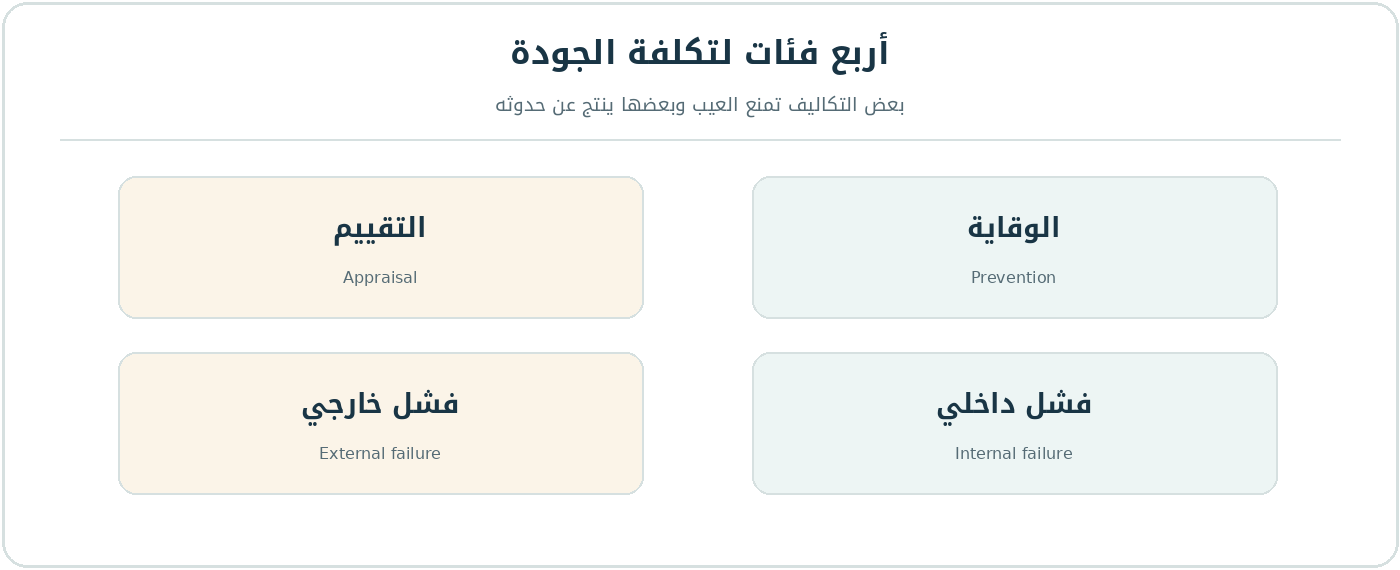 أربع فئات لتكلفة الجودة
بعض التكاليف تمنع العيب وبعضها ينتج عن حدوثه
الوقاية
Prevention
التقييم
Appraisal
فشل داخلي
Internal failure
فشل خارجي
External failure